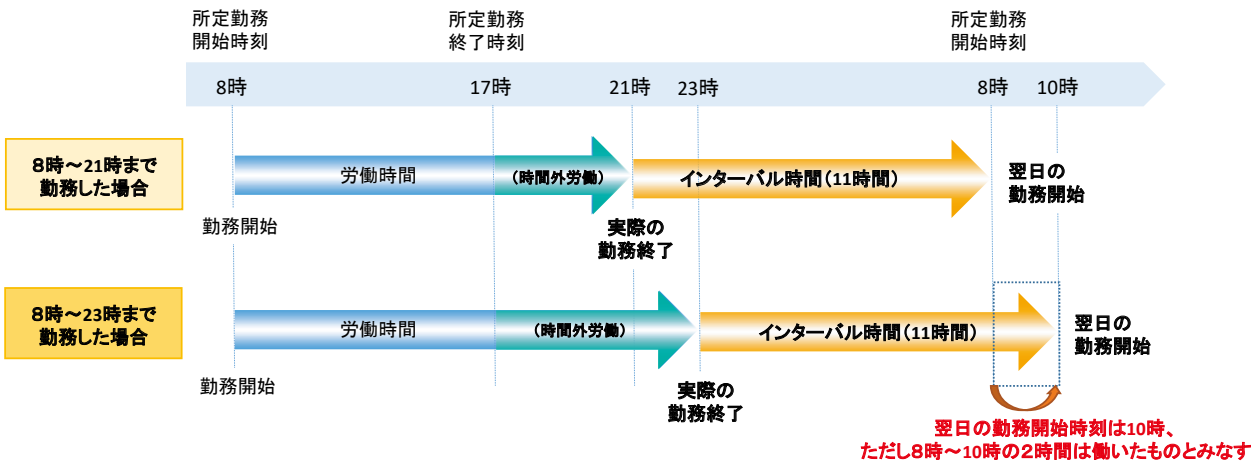 所定勤務
開始時刻
所定勤務
終了時刻
所定勤務
開始時刻
8時
17時
21時
23時
8時
10時
8時～21時まで
勤務した場合
労働時間
(時間外労働)
インターバル時間(11時間)
翌日の
勤務開始
勤務開始
実際の
勤務終了
8時～23時まで
勤務した場合
労働時間
(時間外労働)
インターバル時間(11時間)
翌日の
勤務開始
勤務開始
実際の
勤務終了
翌日の勤務開始時刻は10時、
ただし8時～10時の2時間は働いたものとみなす